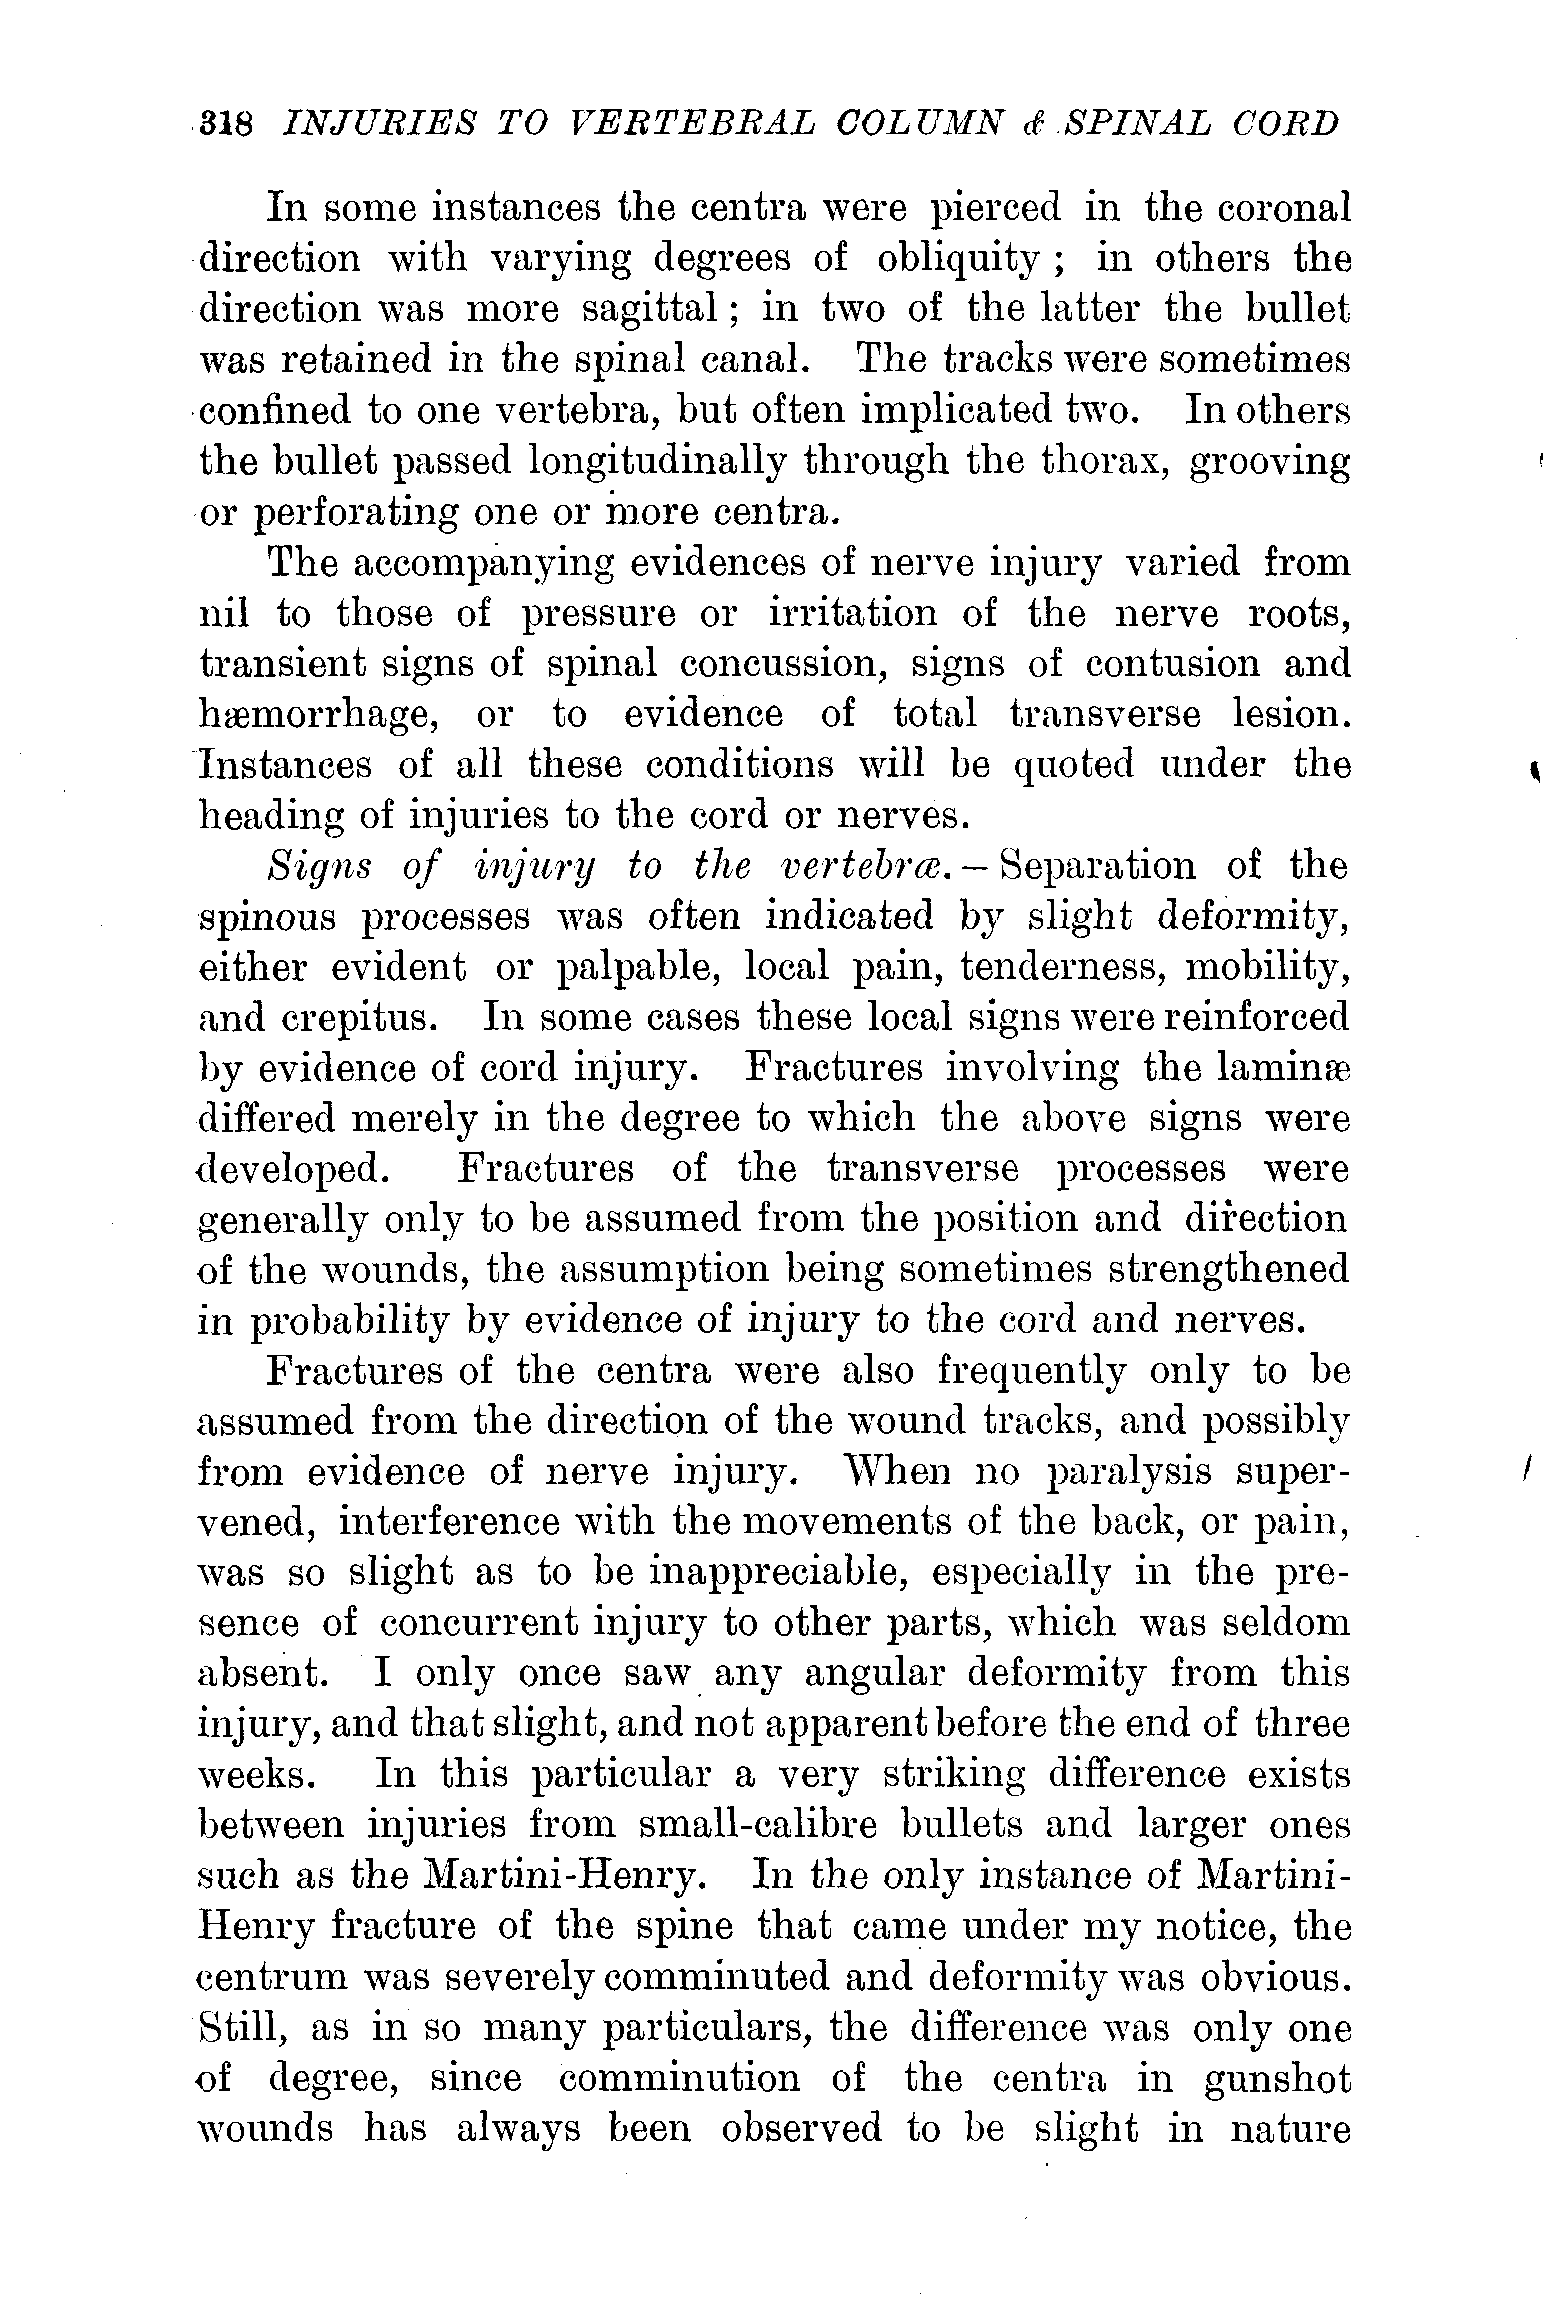 318 INJURIES TO VERTEBRAL COLUMN & SPINAL CORD
In some instances the centra were pierced in the coronal
direction with varying degrees of obliquity ; in others the
direction was more sagittal ; in two of the latter the bullet
was retained in the spinal canal. The tracks were sometimes
confined to one vertebra, but often implicated two. In others
the bullet passed longitudinally through the thorax, grooving
or perforating one or more centra.
The accompanying evidences of nerve injury varied from
nil to those of pressure or irritation of the nerve roots,
transient signs of spinal concussion, signs of contusion and
hæmorrhage, or to evidence of total transverse lesion.
Instances of all these conditions will be quoted under the
heading of injuries to the cord or nerves.
Signs of injury to the vertebræ. — Separation of the
spinous processes was often indicated by slight deformity,
either evident or palpable, local pain, tenderness, mobility,
and crepitus. In some cases these local signs were reinforced
by evidence of cord injury. Fractures involving the laminæ
differed merely in the degree to which the above signs were
developed. Fractures of the transverse processes were
generally only to be assumed from the position and direction
of the wounds, the assumption being sometimes strengthened
in probability by evidence of injury to the cord and nerves.
Fractures of the centra were also frequently only to be
assumed from the direction of the wound tracks, and possibly
from evidence of nerve injury. When no paralysis super-
vened, interference with the movements of the back, or pain,
was so slight as to be inappreciable, especially in the pre-
sence of concurrent injury to other parts, which was seldom
absent. I only once saw any angular deformity from this
injury, and that slight, and not apparent before the end of three
weeks. In this particular a very striking difference exists
between injuries from small-calibre bullets and larger ones
such as the Martini-Henry. In the only instance of Martini-
Henry fracture of the spine that came under my notice, the
centrum was severely comminuted and deformity was obvious.
Still, as in so many particulars, the difference was only one
of degree, since comminution of the centra in gunshot
wounds has always been observed to be slight in nature